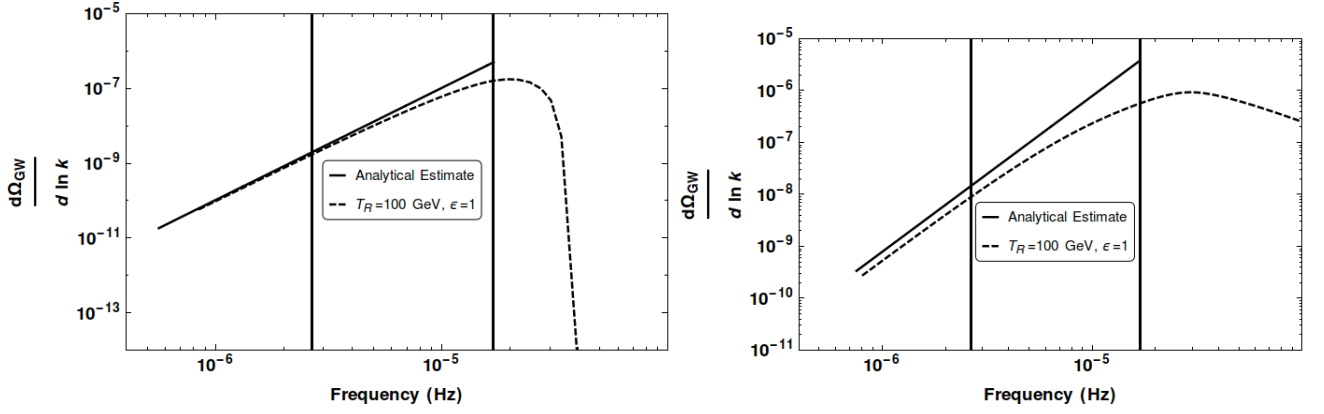 10⁻⁵
10⁻⁷
10⁻⁹
10⁻¹¹
10⁻¹³
dΩ_GW
d ln k
Analytical Estimate
T_R=100 GeV, ϵ=1
10⁻⁶
10⁻⁵
Frequency (Hz)
10⁻⁵
10⁻⁶
10⁻⁷
10⁻⁸
10⁻⁹
10⁻¹⁰
10⁻¹¹
dΩ_GW
d ln k
Analytical Estimate
T_R=100 GeV, ϵ=1
10⁻⁶
10⁻⁵
Frequency (Hz)